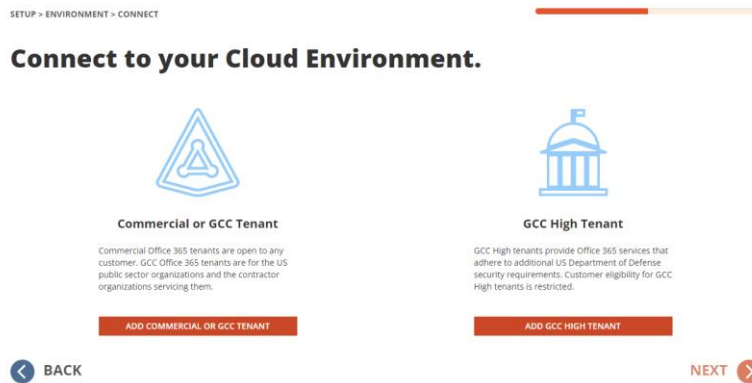 SETUP > ENVIRONMENT > CONNECT
Connect to your Cloud Environment.
Commercial or GCC Tenant
Commercial Office 365 tenants are open to any
customer. GCC Office 365 tenants are for the US
public sector organizations and the contractor
organizations servicing them.
ADD COMMERCIAL OR GCC TENANT
GCC High Tenant
GCC High tenants provide Office 365 services that
adhere to additional US Department of Defense
security requirements. Customer eligibility for GCC
High tenants is restricted.
ADD GCC HIGH TENANT
BACK
NEXT